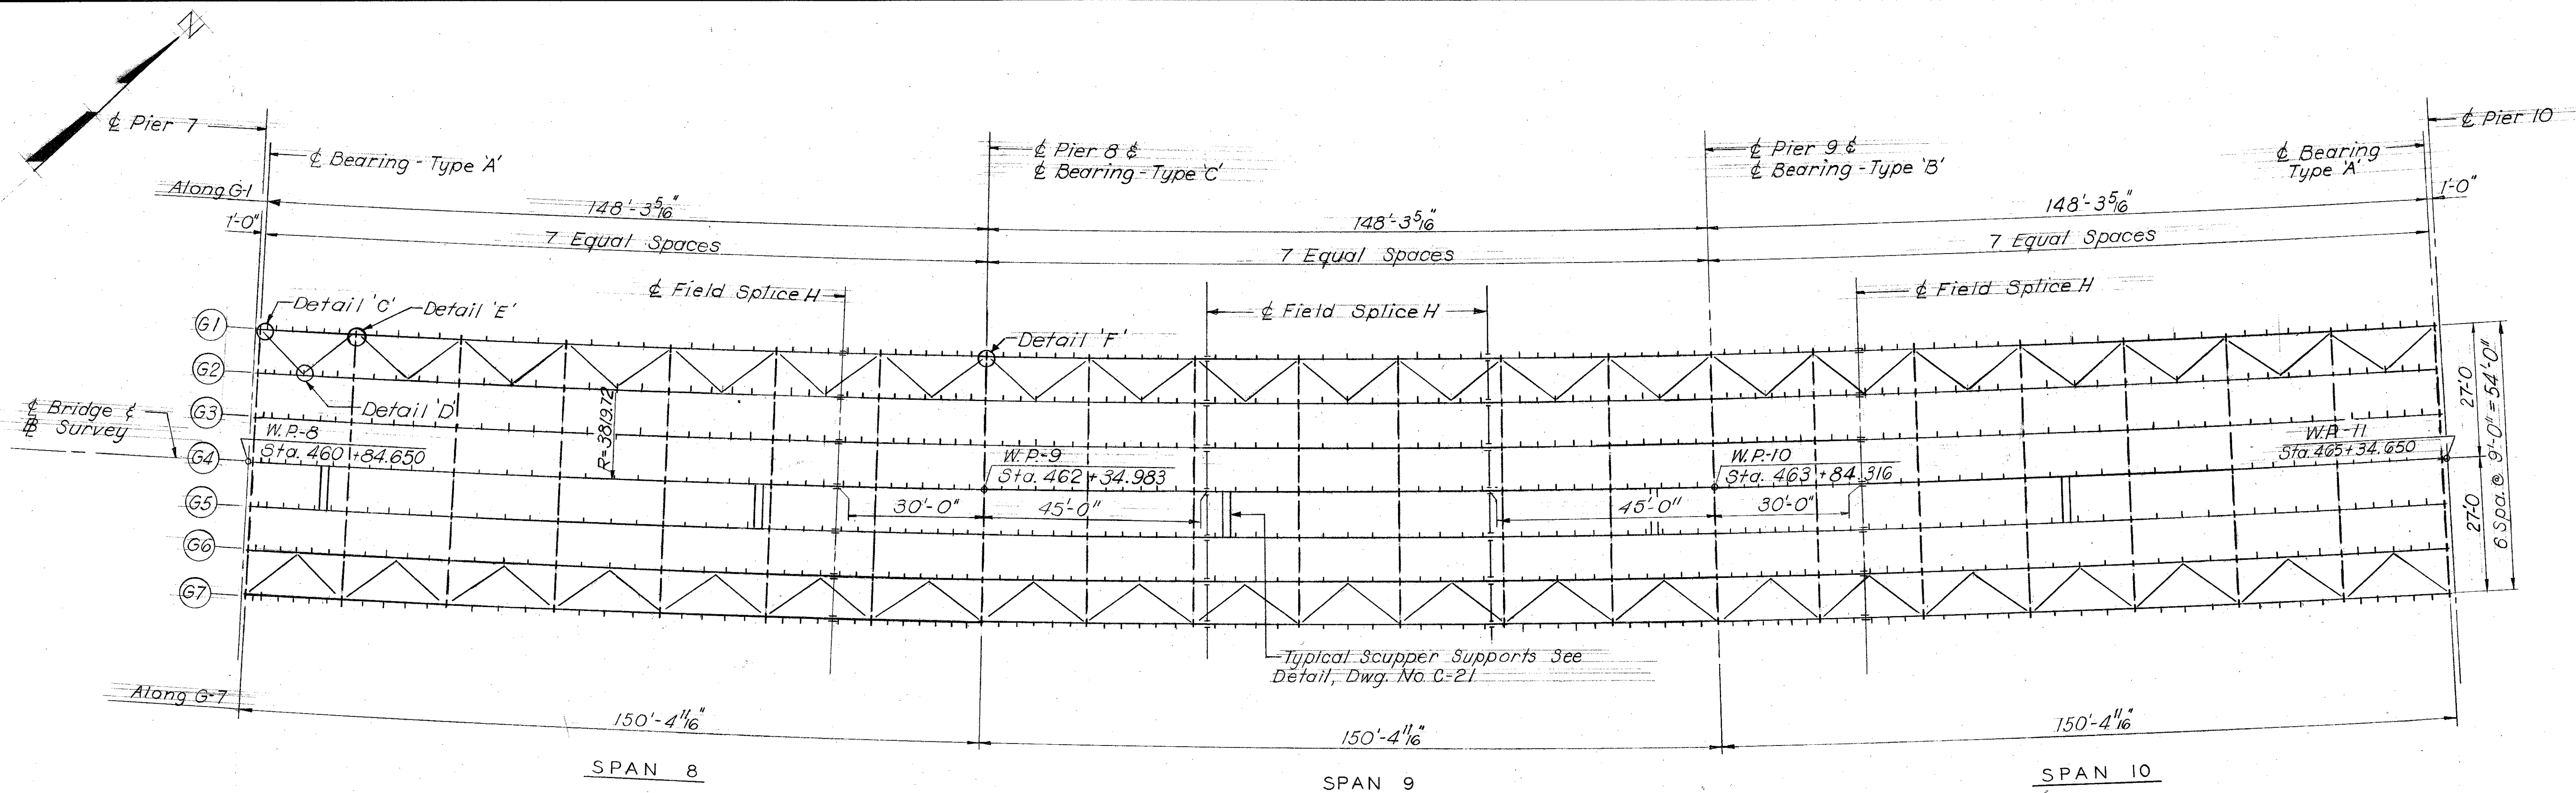 N
℄ Pier 7
℄ Bearing - Type 'A'
℄ Pier 8 &
℄ Bearing - Type 'C'
℄ Pier 9 &
℄ Bearing - Type 'B'
℄ Bearing
Type 'A'
℄ Pier 10
Along G-1
1'-0"
148'-3 5/16"
148'-3 5/16"
148'-3 5/16"
1'-0"
7 Equal Spaces
7 Equal Spaces
7 Equal Spaces
℄ Field Splice H
℄ Field Splice H
℄ Field Splice H
Detail 'C'
Detail 'E'
Detail 'F'
Detail 'D'
G1
G2
G3
G4
G5
G6
G7
℄ Bridge &
Survey
R=3819.72
W.P.-8
Sta. 460+84.650
W.P.-9
Sta. 462+34.983
W.P.-10
Sta. 463+84.316
W.P.-11
Sta. 465+34.650
30'-0"
45'-0"
45'-0"
30'-0"
27'-0
27'-0
6 Spa. @ 9'-0" = 54'-0"
Typical Scupper Supports See
Detail, Dwg. No. C-21
Along G-7
150'-4 11/16"
150'-4 11/16"
150'-4 11/16"
SPAN 8
SPAN 9
SPAN 10